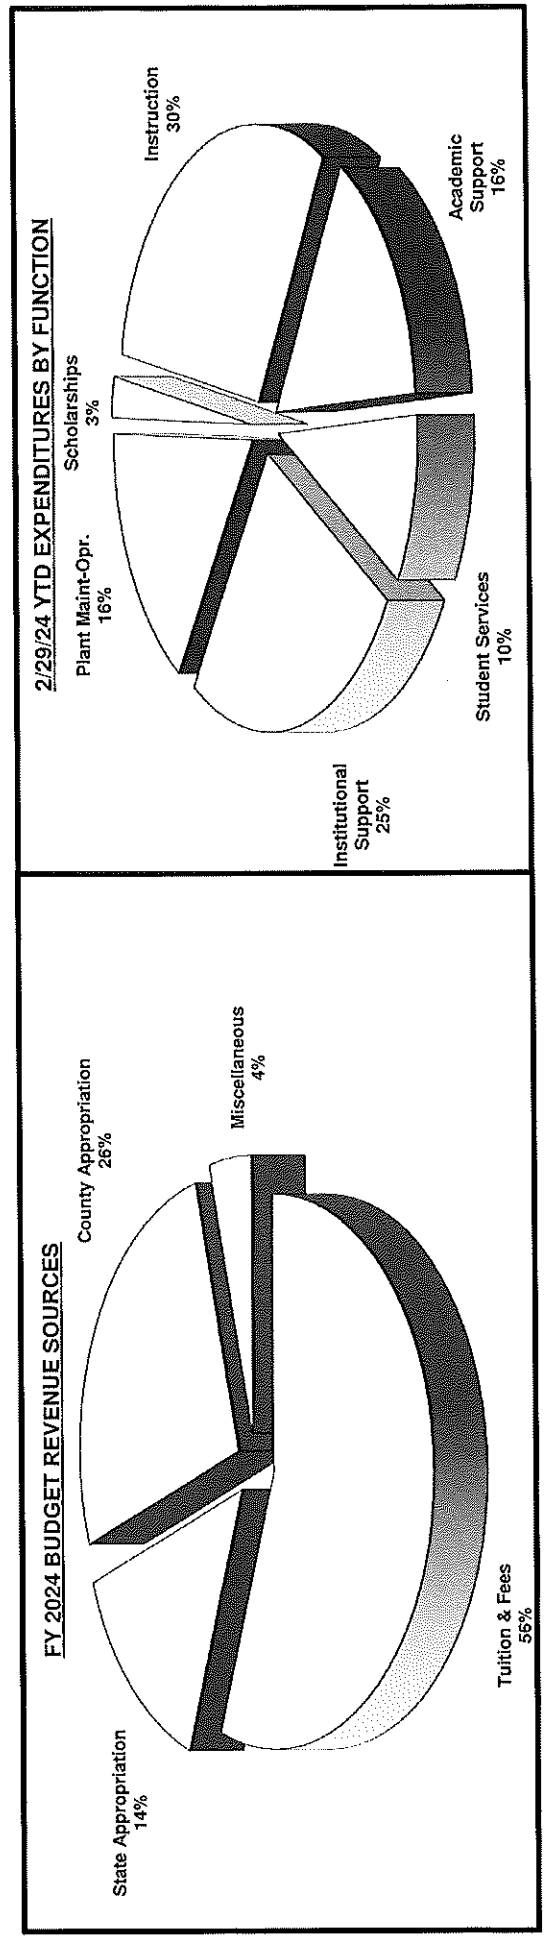 FY 2024 BUDGET REVENUE SOURCES
County Appropriation
26%
State Appropriation
14%
Miscellaneous
4%
Tuition & Fees
56%
2/29/24 YTD EXPENDITURES BY FUNCTION
Scholarships
3%
Plant Maint-Opr.
16%
Instruction
30%
Institutional
Support
25%
Academic
Support
16%
Student Services
10%